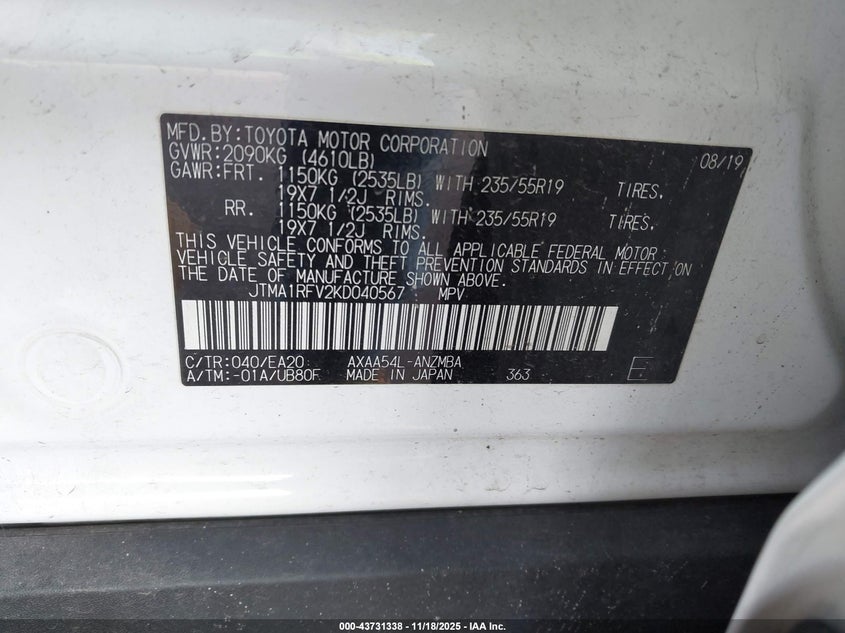 MFD.BY:TOYOTA MOTOR CORPORATION 08/19
GVWR:2090KG (4610LB)
GAWR:FRT. 1150KG (2535LB) WITH 235/55R19 TIRES,
19X7 1/2J RIMS.
RR. 1150KG (2535LB) WITH 235/55R19 TIRES,
19X7 1/2J RIMS.
THIS VEHICLE CONFORMS TO ALL APPLICABLE FEDERAL MOTOR
VEHICLE SAFETY AND THEFT PREVENTION STANDARDS IN EFFECT ON
THE DATE OF MANUFACTURE SHOWN ABOVE.
JTMA1RFV2KD040567 MPV
C/TR:040/EA20 AXAA54L-ANZMBA
A/TM:-01A/UB80F MADE IN JAPAN 363 E
000-43731338 - 11/18/2025 - IAA Inc.